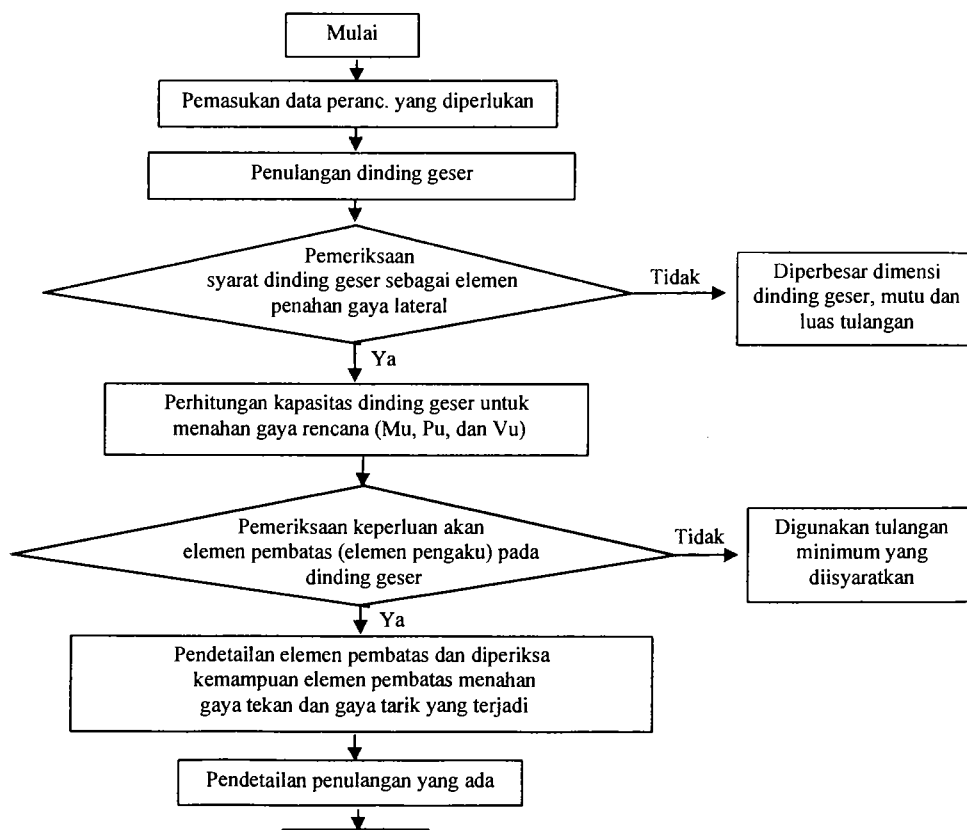 Mulai
Pemasukan data peranc. yang diperlukan
Penulangan dinding geser
Pemeriksaan
syarat dinding geser sebagai elemen
penahan gaya lateral
Tidak
Diperbesar dimensi
dinding geser, mutu dan
luas tulangan
Ya
Perhitungan kapasitas dinding geser untuk
menahan gaya rencana (Mu, Pu, dan Vu)
Pemeriksaan keperluan akan
elemen pembatas (elemen pengaku) pada
dinding geser
Tidak
Digunakan tulangan
minimum yang
diisyaratkan
Ya
Pendetailan elemen pembatas dan diperiksa
kemampuan elemen pembatas menahan
gaya tekan dan gaya tarik yang terjadi
Pendetailan penulangan yang ada